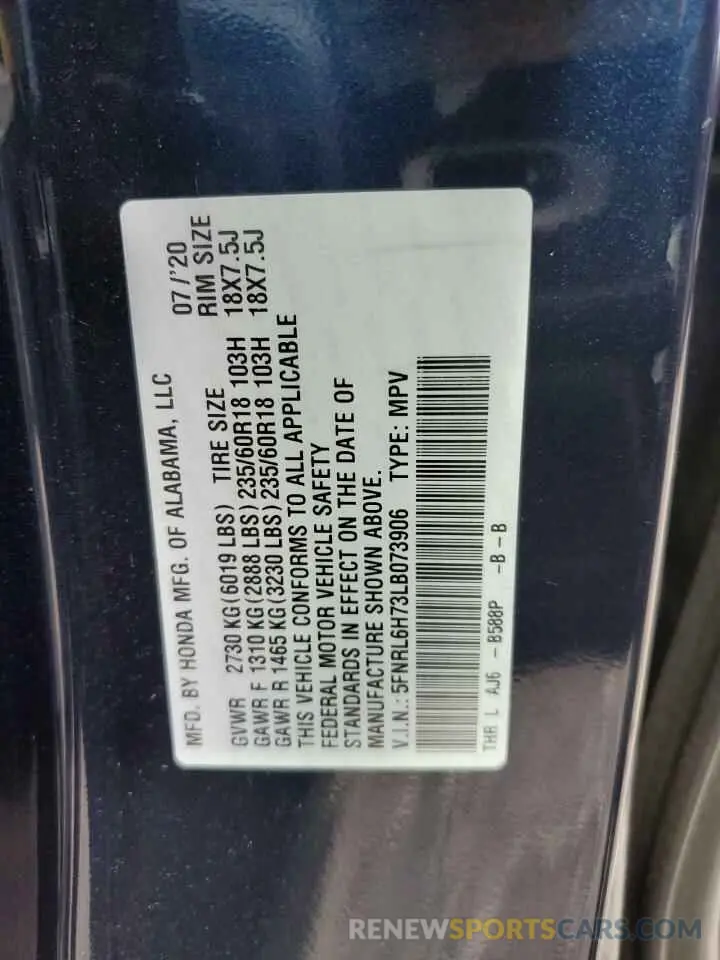 MFD. BY HONDA MFG. OF ALABAMA, LLC 07/'20
GVWR 2730 KG(6019 LBS) TIRE SIZE RIM SIZE
GAWR F 1310 KG(2888 LBS)235/60R18 103H 18X7.5J
GAWR R 1465 KG(3230 LBS)235/60R18 103H 18X7.5J
THIS VEHICLE CONFORMS TO ALL APPLICABLE
FEDERAL MOTOR VEHICLE SAFETY
STANDARDS IN EFFECT ON THE DATE OF
MANUFACTURE SHOWN ABOVE.
V.I.N.: 5FNRL6H73LB073906 TYPE: MPV
THR L AJ6 - B588P -B-B
RENEWSPORTSCARS.COM